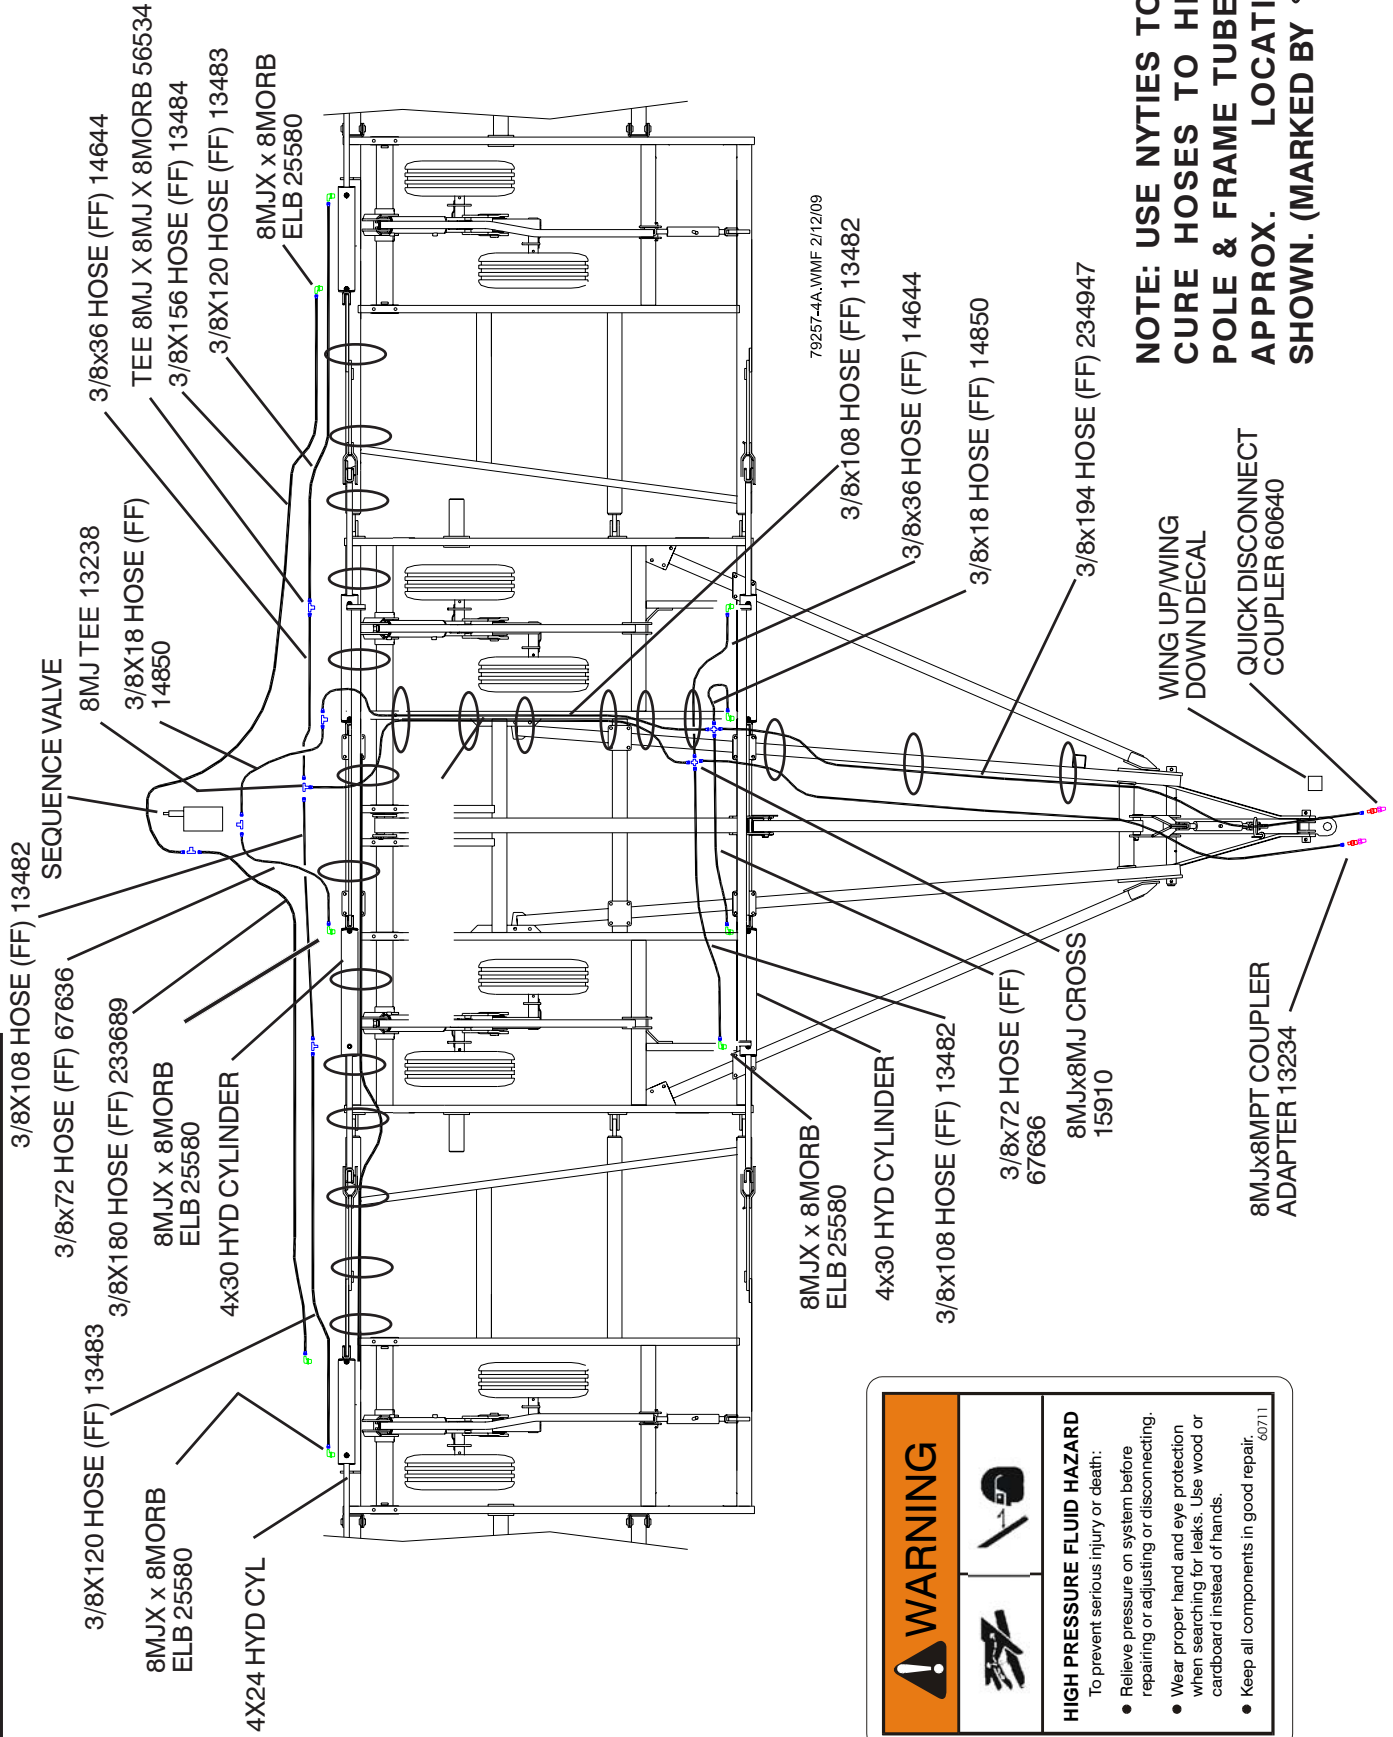 3/8X120 HOSE (FF) 13483
8MJX x 8MORB
ELB 25580
4X24 HYD CYL
3/8X108 HOSE (FF) 13482
3/8x72 HOSE (FF) 67636
3/8X180 HOSE (FF) 233689
8MJX x 8MORB
ELB 25580
4x30 HYD CYLINDER
SEQUENCE VALVE
8MJ TEE 13238
3/8X18 HOSE (FF)
14850
3/8x36 HOSE (FF) 14644
TEE 8MJ X 8MJ X 8MORB 56534
3/8X156 HOSE (FF) 13484
3/8X120 HOSE (FF) 13483
8MJX x 8MORB
ELB 25580
79257-4A.WMF 2/12/09
3/8x108 HOSE (FF) 13482
3/8x36 HOSE (FF) 14644
3/8x18 HOSE (FF) 14850
3/8x194 HOSE (FF) 234947
8MJX x 8MORB
ELB 25580
4x30 HYD CYLINDER
3/8x108 HOSE (FF) 13482
3/8x72 HOSE (FF)
67636
8MJx8MJ CROSS
15910
WING UP/WING
DOWN DECAL
QUICK DISCONNECT
COUPLER 60640
8MJx8MPT COUPLER
ADAPTER 13234
NOTE: USE NYTIES TO
CURE HOSES TO HI
POLE & FRAME TUBE
APPROX. LOCATI
SHOWN. (MARKED BY
WARNING
HIGH PRESSURE FLUID HAZARD
To prevent serious injury or death:
● Relieve pressure on system before
repairing or adjusting or disconnecting.
● Wear proper hand and eye protection
when searching for leaks. Use wood or
cardboard instead of hands.
● Keep all components in good repair.
60711